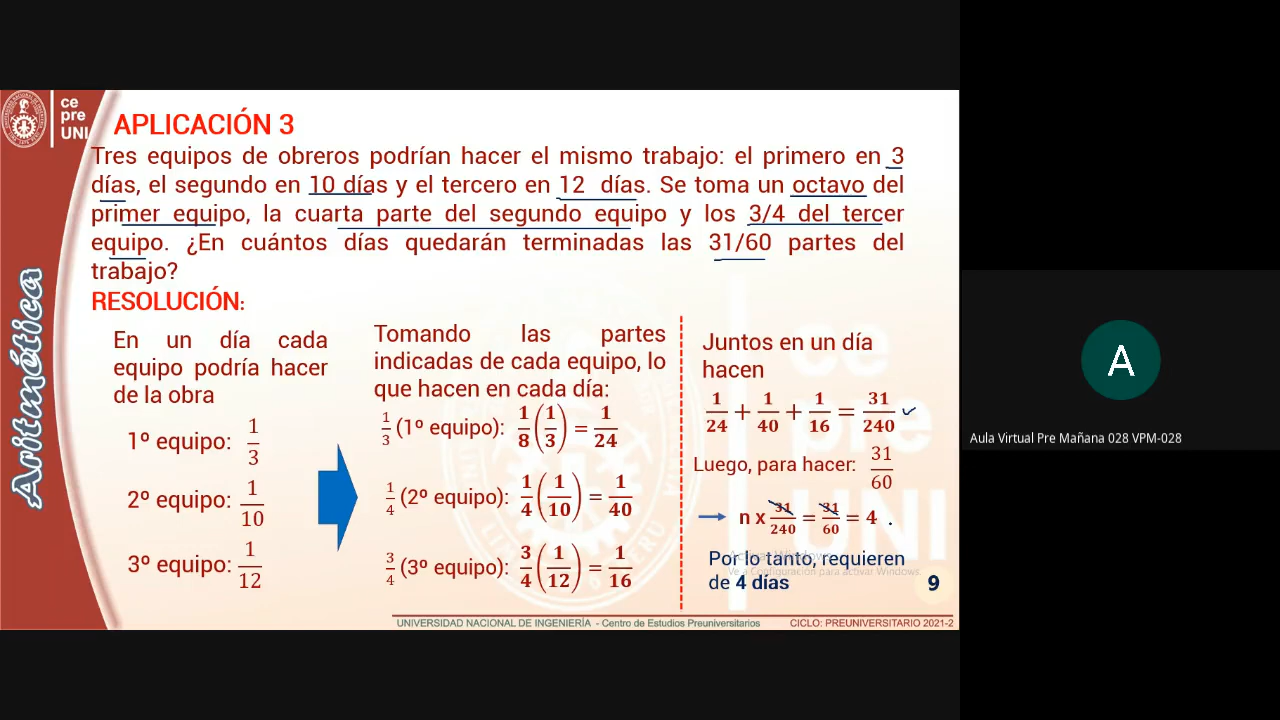 ce
pre
UNI
APLICACIÓN 3
Tres equipos de obreros podrían hacer el mismo trabajo: el primero en 3
días, el segundo en 10 días y el tercero en 12 días. Se toma un octavo del
primer equipo, la cuarta parte del segundo equipo y los 3/4 del tercer
equipo. ¿En cuántos días quedarán terminadas las 31/60 partes del
trabajo?
RESOLUCIÓN:
Aritmética
En un día cada
equipo podría hacer
de la obra
1º equipo: 1/3
2º equipo: 1/10
3º equipo: 1/12
Tomando las partes
indicadas de cada equipo, lo
que hacen en cada día:
1/3 (1º equipo): 1/8(1/3) = 1/24
1/4 (2º equipo): 1/4(1/10) = 1/40
3/4 (3º equipo): 3/4(1/12) = 1/16
Juntos en un día
hacen
1/24 + 1/40 + 1/16 = 31/240
Luego, para hacer: 31/60
n x 31/240 = 31/60 = 4
Activar Windows
Ve a Configuración para activar Windows.
Por lo tanto, requieren
de 4 días
9
UNIVERSIDAD NACIONAL DE INGENIERÍA - Centro de Estudios Preuniversitarios
CICLO: PREUNIVERSITARIO 2021-2
A
Aula Virtual Pre Mañana 028 VPM-028